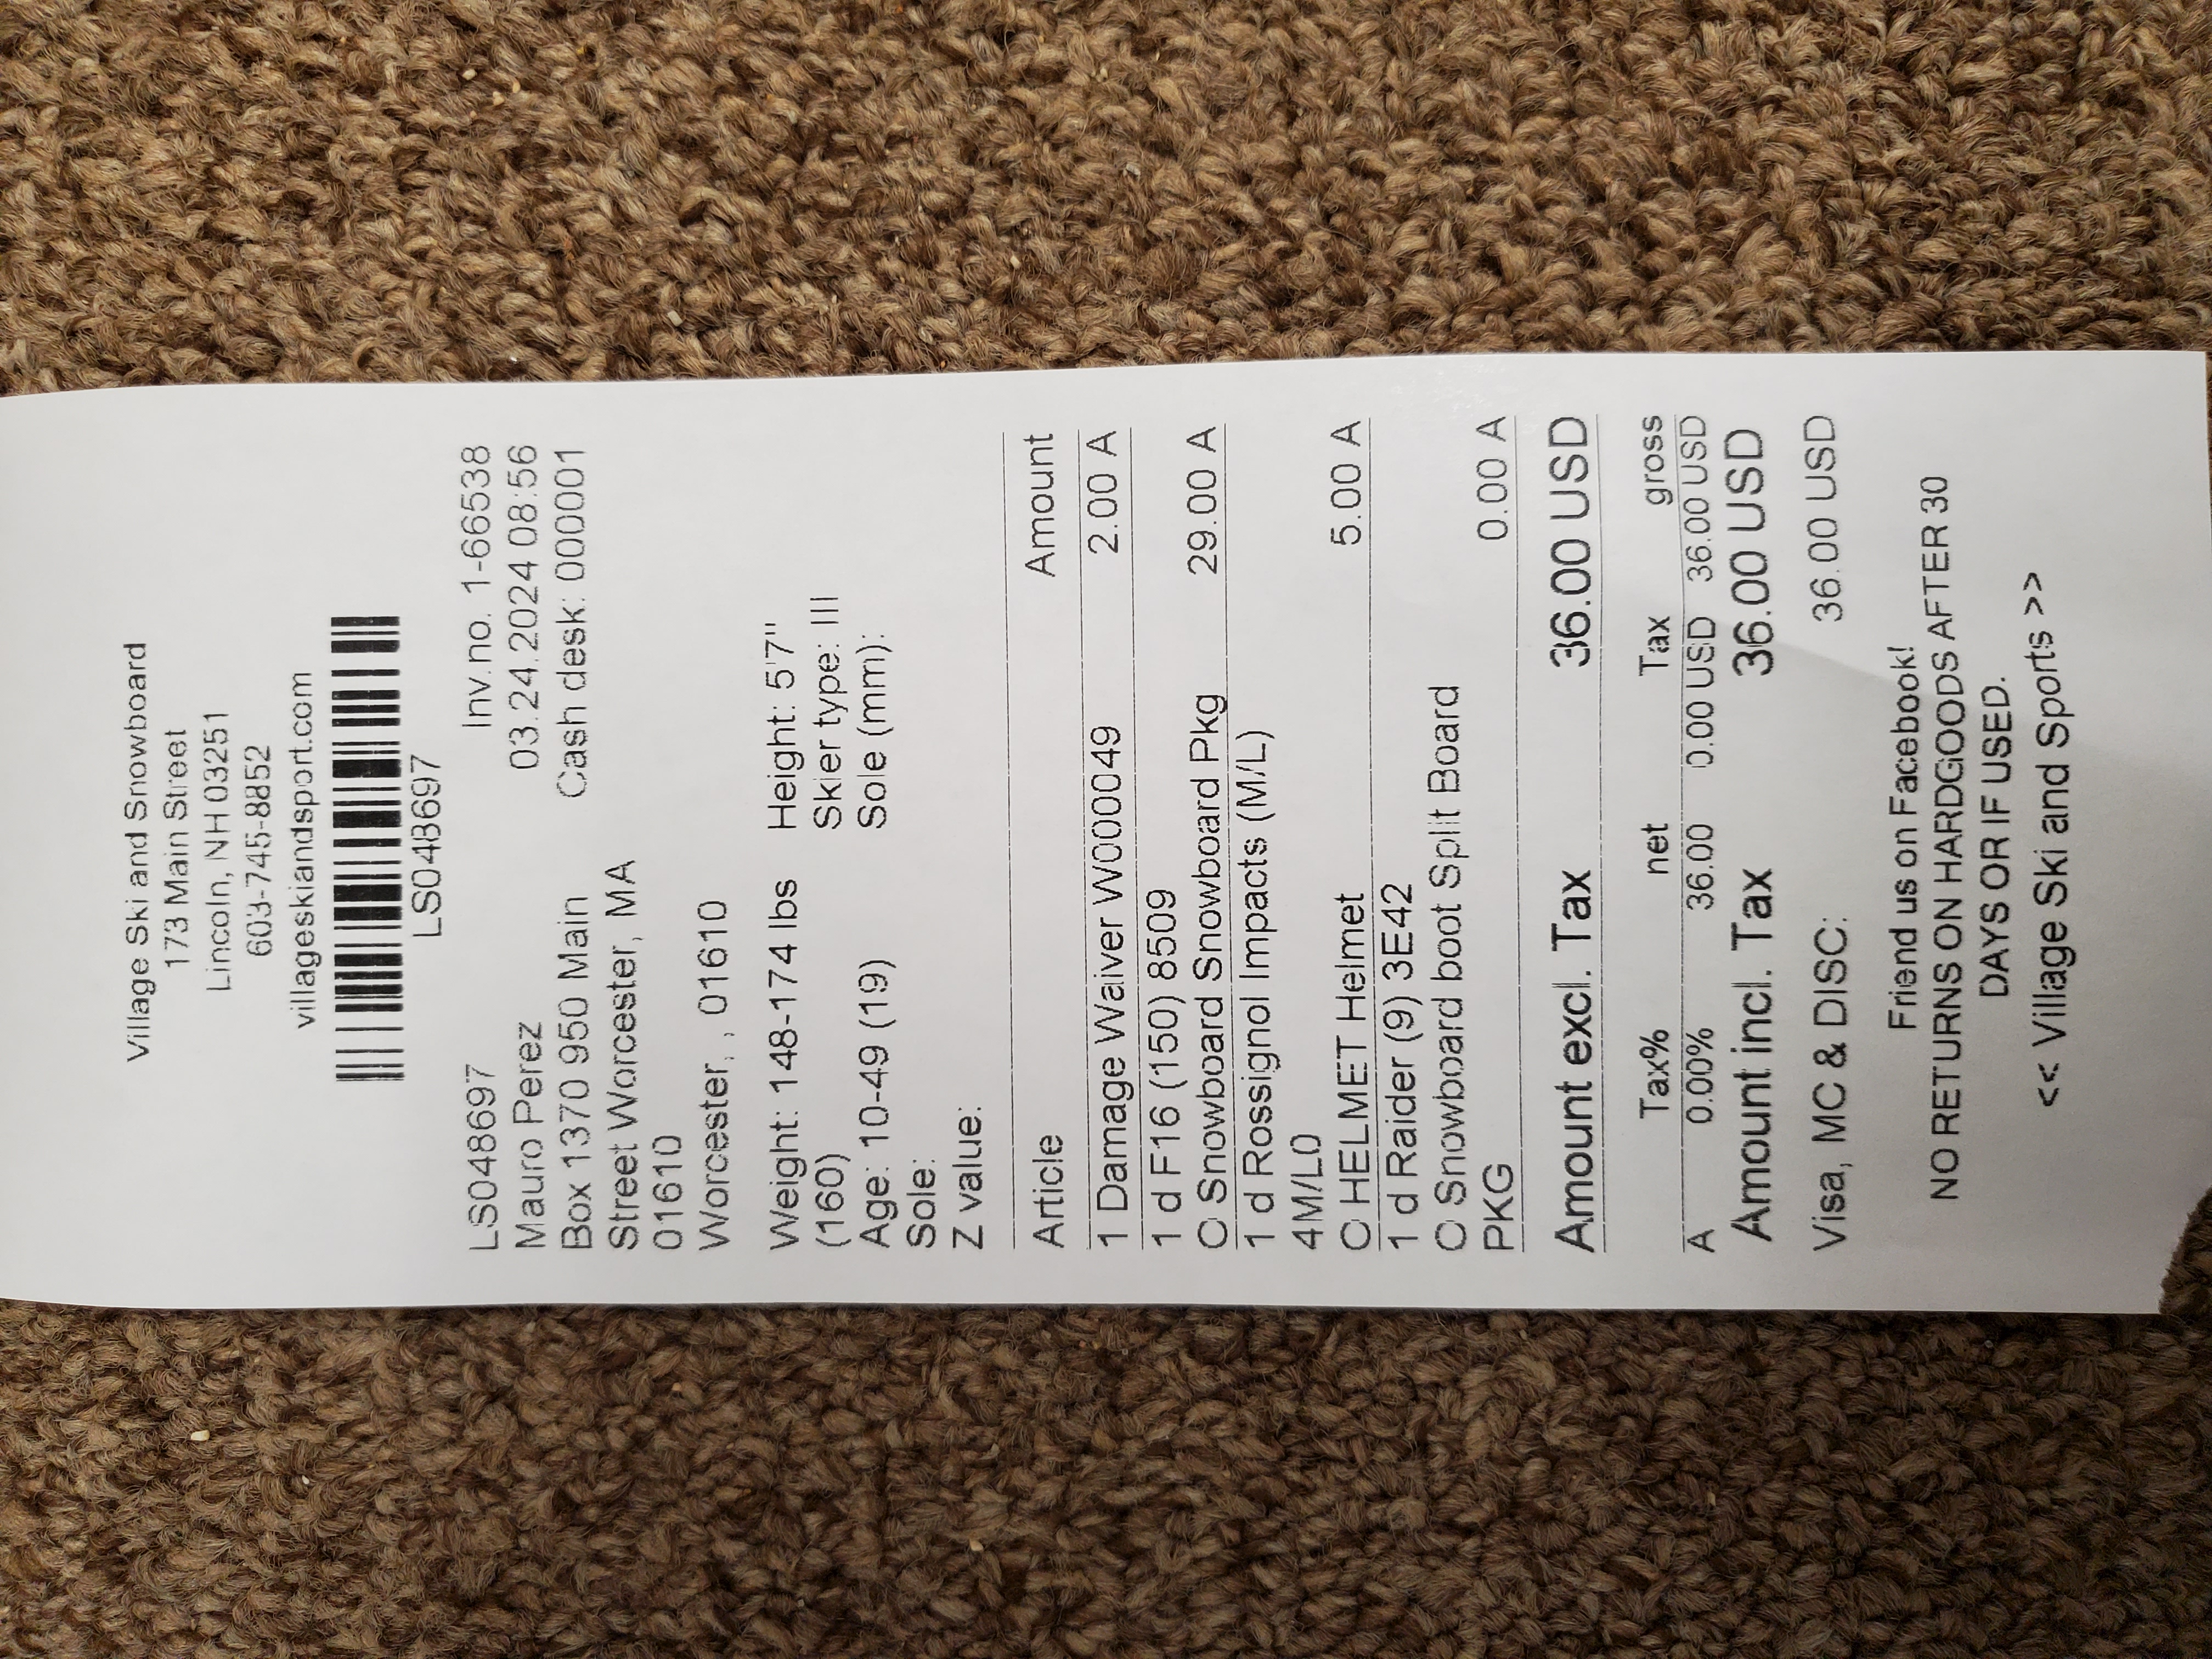 Village Ski and Snowboard
173 Main Street
Lincoln, NH 03251
603-745-8852
villageskiandsport.com
LS048697
LS048697 Inv.no. 1-66538
Mauro Perez 03.24.2024 08:56
Box 1370 950 Main Cash desk: 000001
Street Worcester, MA
01610
Worcester, , 01610
Weight: 148-174 lbs Height: 5'7"
(160) Skier type: III
Age: 10-49 (19) Sole (mm):
Sole:
Z value:
Article Amount
1 Damage Waiver W000049 2.00 A
1 d F16 (150) 8509
O Snowboard Snowboard Pkg 29.00 A
1 d Rossignol Impacts (M/L)
4M/L0
O HELMET Helmet 5.00 A
1 d Raider (9) 3E42
O Snowboard boot Split Board
PKG 0.00 A
Amount excl. Tax 36.00 USD
Tax% net Tax gross
A 0.00% 36.00 0.00 USD 36.00 USD
Amount incl. Tax 36.00 USD
Visa, MC & DISC: 36.00 USD
Friend us on Facebook!
NO RETURNS ON HARDGOODS AFTER 30
DAYS OR IF USED.
<< Village Ski and Sports >>